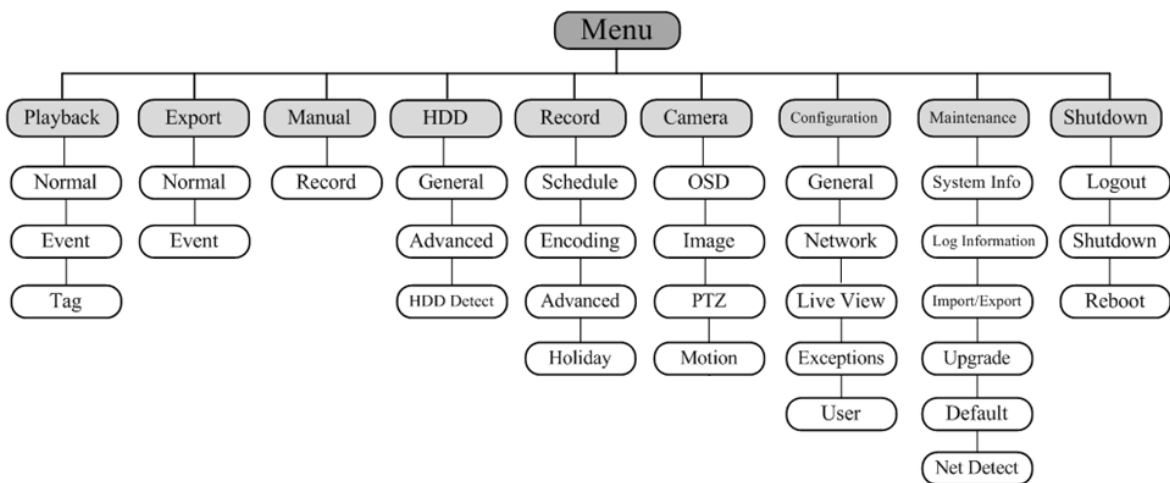 Menu
Playback
Export
Manual
HDD
Record
Camera
Configuration
Maintenance
Shutdown
Normal
Normal
Record
General
Schedule
OSD
General
System Info
Logout
Event
Event
Advanced
Encoding
Image
Network
Log Information
Shutdown
Tag
HDD Detect
Advanced
PTZ
Live View
Import/Export
Reboot
Holiday
Motion
Exceptions
Upgrade
User
Default
Net Detect